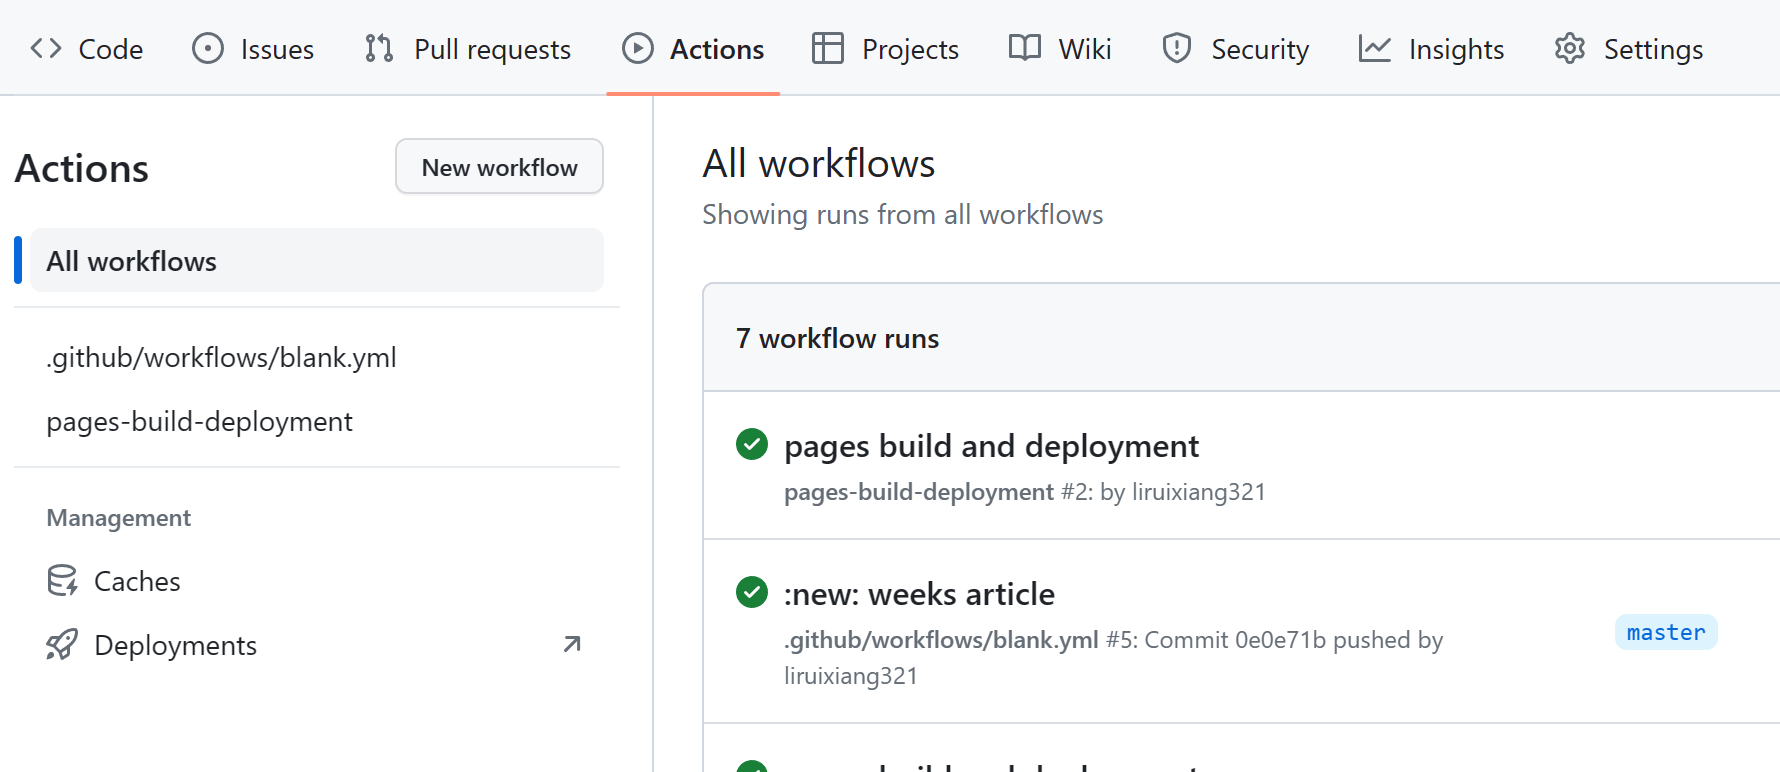 Code Issues Pull requests Actions Projects Wiki Security Insights Settings
Actions
New workflow
All workflows
.github/workflows/blank.yml
pages-build-deployment
Management
Caches
Deployments
All workflows
Showing runs from all workflows
7 workflow runs
pages build and deployment
pages-build-deployment #2: by liruixiang321
:new: weeks article
.github/workflows/blank.yml #5: Commit 0e0e71b pushed by
liruixiang321
master